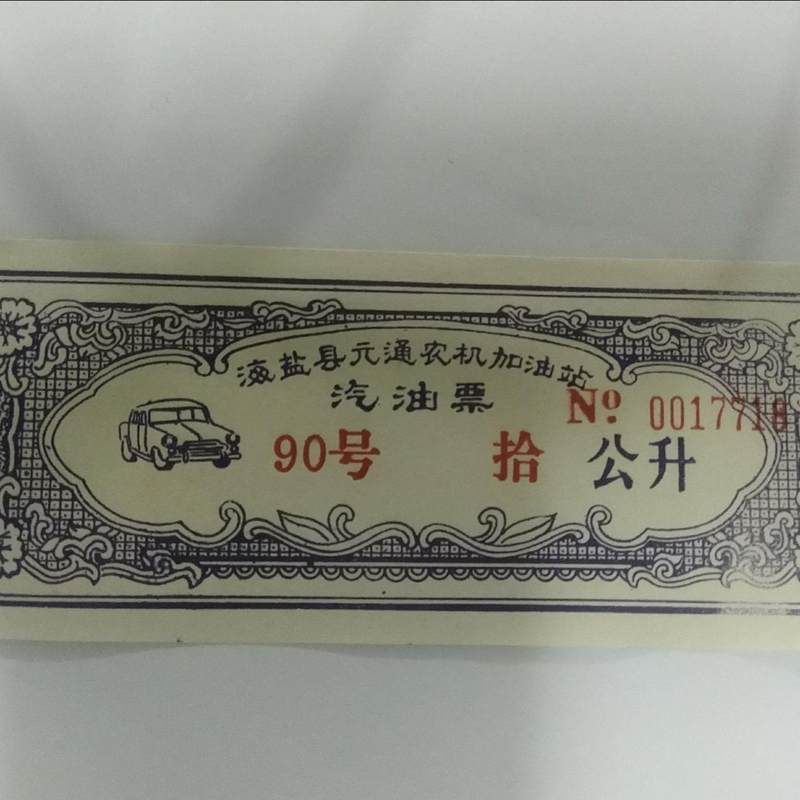 海盐县元通农机加油站
汽油票
No 0017718
90号 拾 公升